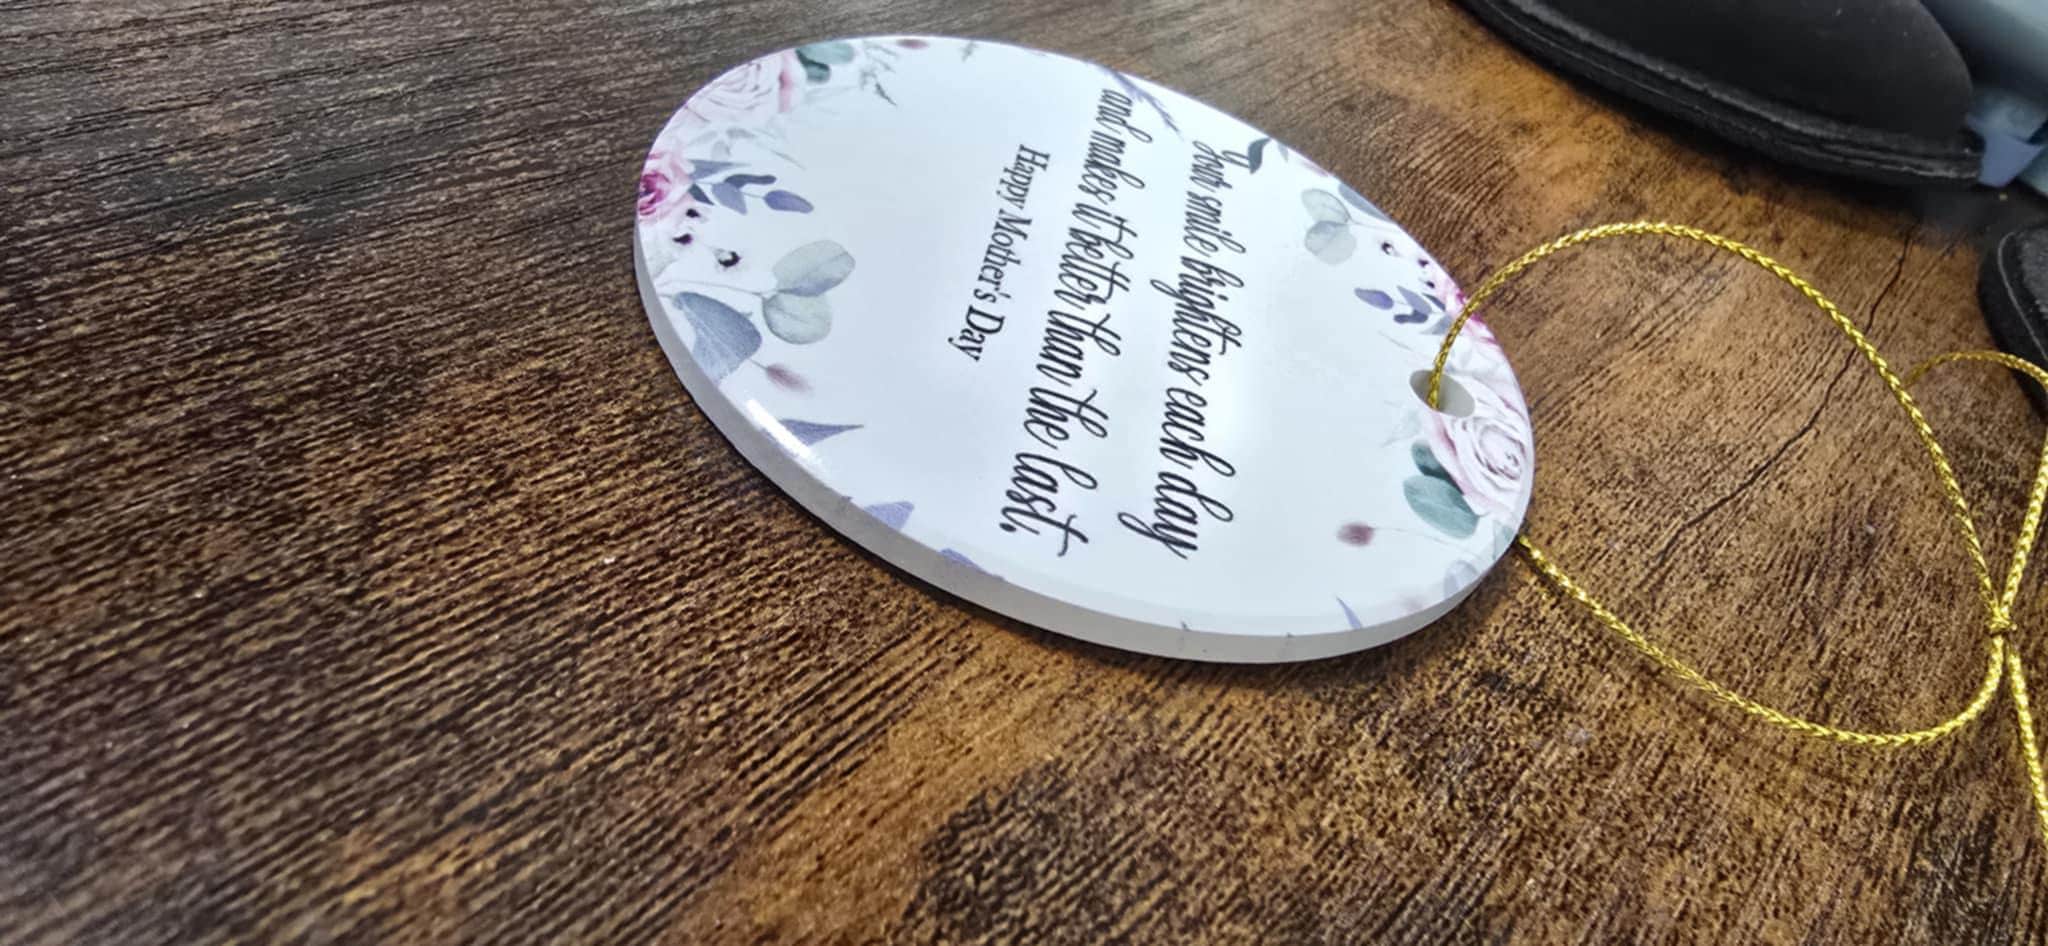 Your smile brightens each day
and makes it better than the last.
Happy Mother's Day